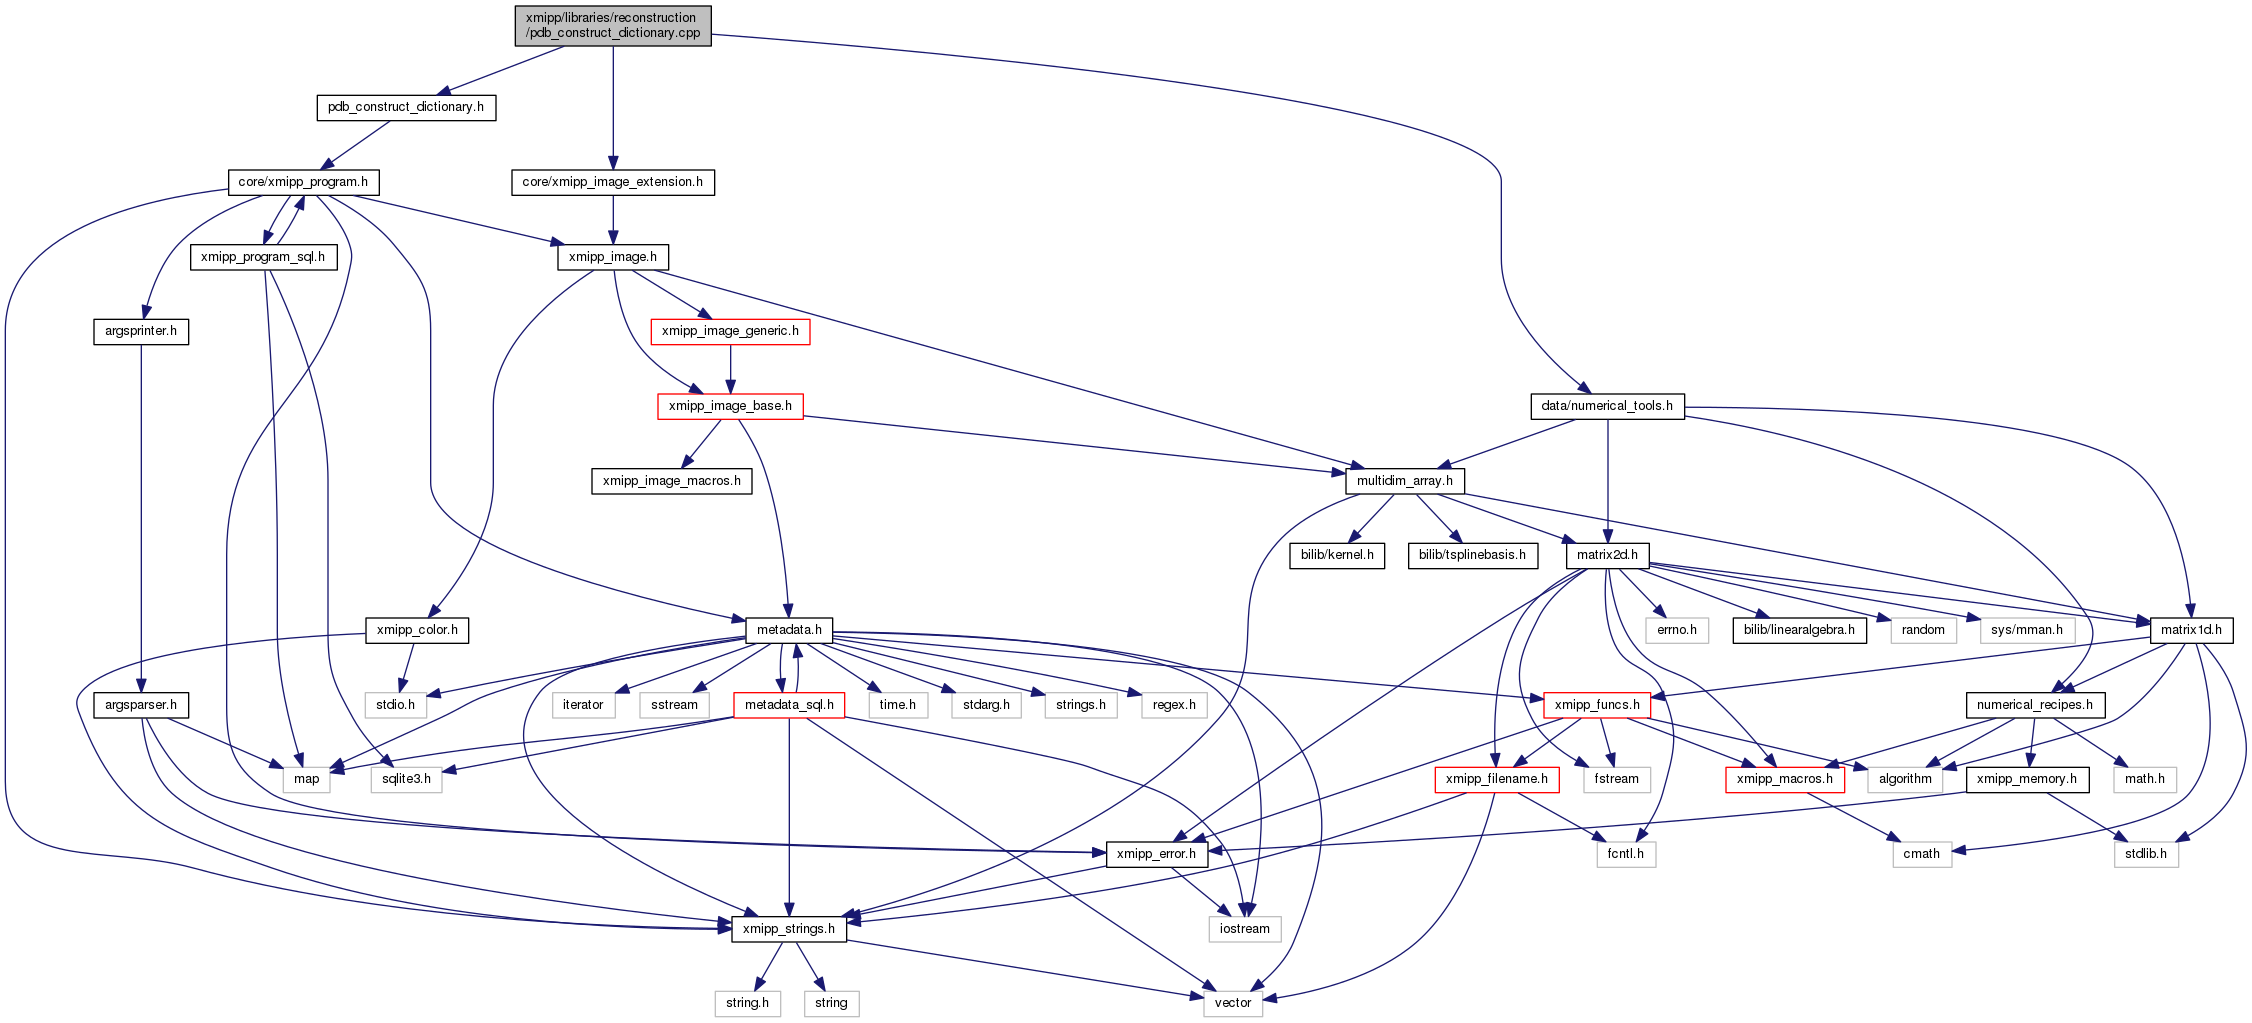 xmipp/libraries/reconstruction
/pdb_construct_dictionary.cpp
pdb_construct_dictionary.h
core/xmipp_program.h
core/xmipp_image_extension.h
xmipp_program_sql.h
xmipp_image.h
argsprinter.h
xmipp_image_generic.h
xmipp_image_base.h
data/numerical_tools.h
xmipp_image_macros.h
multidim_array.h
bilib/kernel.h
bilib/tsplinebasis.h
matrix2d.h
xmipp_color.h
metadata.h
errno.h
bilib/linearalgebra.h
random
sys/mman.h
matrix1d.h
argsparser.h
stdio.h
iterator
sstream
metadata_sql.h
time.h
stdarg.h
strings.h
regex.h
xmipp_funcs.h
numerical_recipes.h
map
sqlite3.h
xmipp_filename.h
fstream
xmipp_macros.h
algorithm
xmipp_memory.h
math.h
xmipp_error.h
fcntl.h
cmath
stdlib.h
xmipp_strings.h
iostream
string.h
string
vector